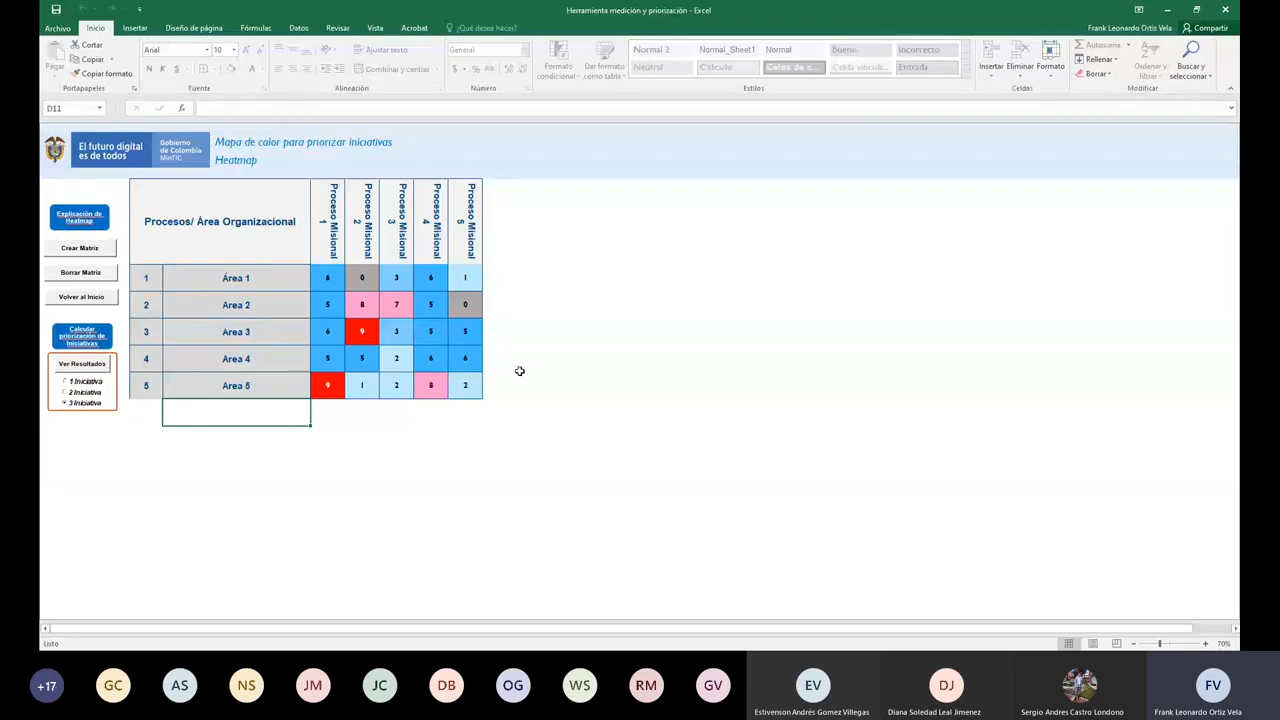 Herramienta medición y priorización - Excel
Archivo Inicio Insertar Diseño de página Fórmulas Datos Revisar Vista Acrobat ¿Qué desea hacer? Frank Leonardo Ortiz Vela Compartir
Pegar
Cortar
Copiar
Copiar formato
Portapapeles
Arial 10
N K S
Fuente
Ajustar texto
Combinar y centrar
Alineación
General
$ % 000
Número
Formato condicional
Dar formato como tabla
Normal 2 Normal_Sheet1 Normal Bueno Incorrecto
Neutral Cálculo Celda de c... Celda vincula... Entrada
Estilos
Insertar Eliminar Formato
Celdas
Autosuma
Rellenar
Borrar
Ordenar y filtrar
Buscar y seleccionar
Modificar
D11 fx
El futuro digital es de todos
Gobierno de Colombia
MinTIC
Mapa de calor para priorizar iniciativas
Heatmap
Explicación de Heatmap
Crear Matriz
Borrar Matriz
Volver al Inicio
Calcular priorización de Iniciativas
Ver Resultados
1 Iniciativa
2 Iniciativa
3 Iniciativa
Procesos/ Área Organizacional
Proceso Misional 1
Proceso Misional 2
Proceso Misional 3
Proceso Misional 4
Proceso Misional 5
1 Área 1 6 0 3 6 1
2 Area 2 5 8 7 5 0
3 Area 3 6 9 3 5 5
4 Area 4 5 5 2 6 6
5 Area 5 9 1 2 8 2
Listo
70%
+17 GC AS NS JM JC DB OG WS RM GV EV DJ FV
Estivenson Andrés Gomez Villegas
Diana Soledad Leal Jimenez
Sergio Andres Castro Londono
Frank Leonardo Ortiz Vela